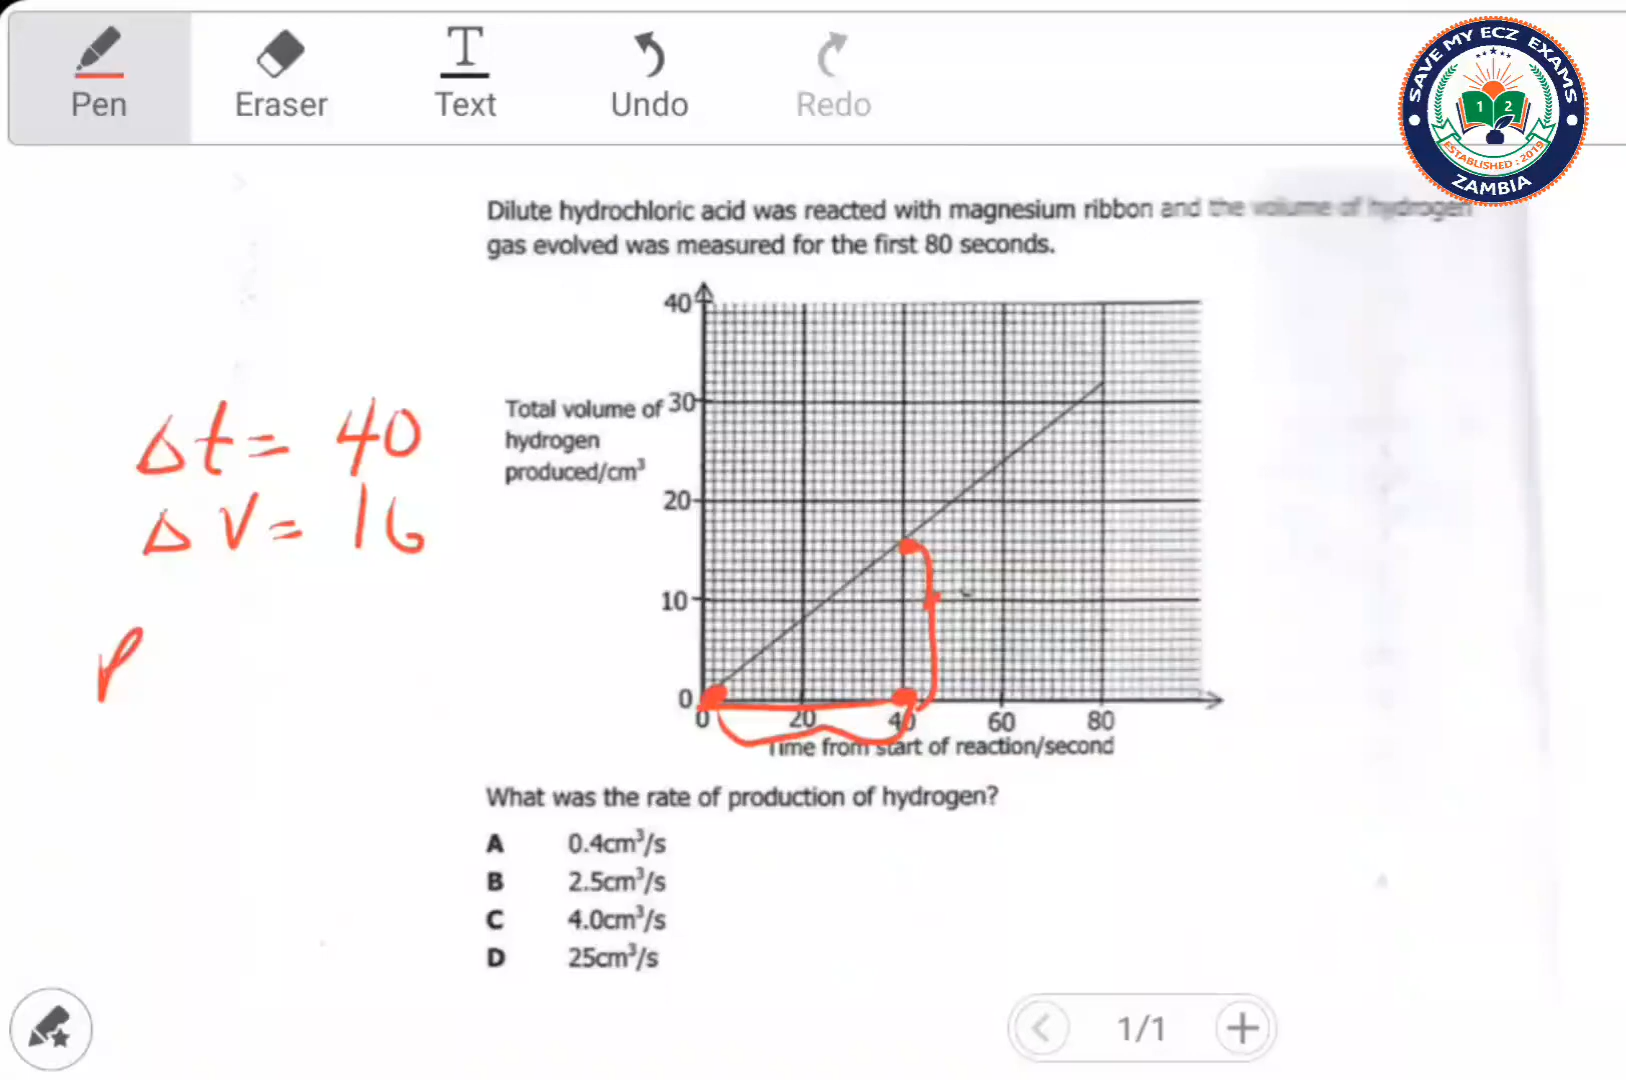 Pen
Eraser
T
Text
Undo
Redo
SAVE MY ECZ EXAMS
1 2
ESTABLISHED : 2019
ZAMBIA
Dilute hydrochloric acid was reacted with magnesium ribbon and the volume of hydrogen
gas evolved was measured for the first 80 seconds.
40
Total volume of 30
hydrogen
produced/cm³
20
10
0
0 20 40 60 80
Time from start of reaction/second
Δt = 40
ΔV = 16
What was the rate of production of hydrogen?
A 0.4cm³/s
B 2.5cm³/s
C 4.0cm³/s
D 25cm³/s
1/1